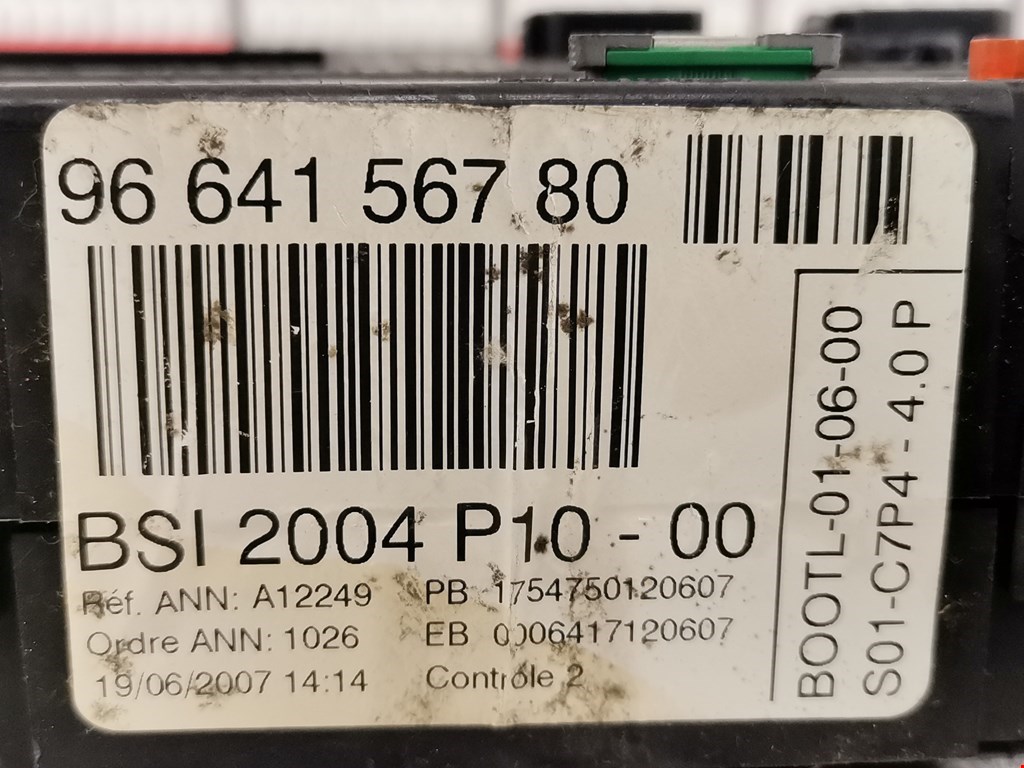 96 641 567 80
BSI 2004 P10 - 00
Réf. ANN: A12249
PB 1754750120607
Ordre ANN: 1026
EB 0006417120607
19/06/2007 14:14
Contrôle 2
BOOTL-01-06-00
S01-C7P4 - 4.0 P